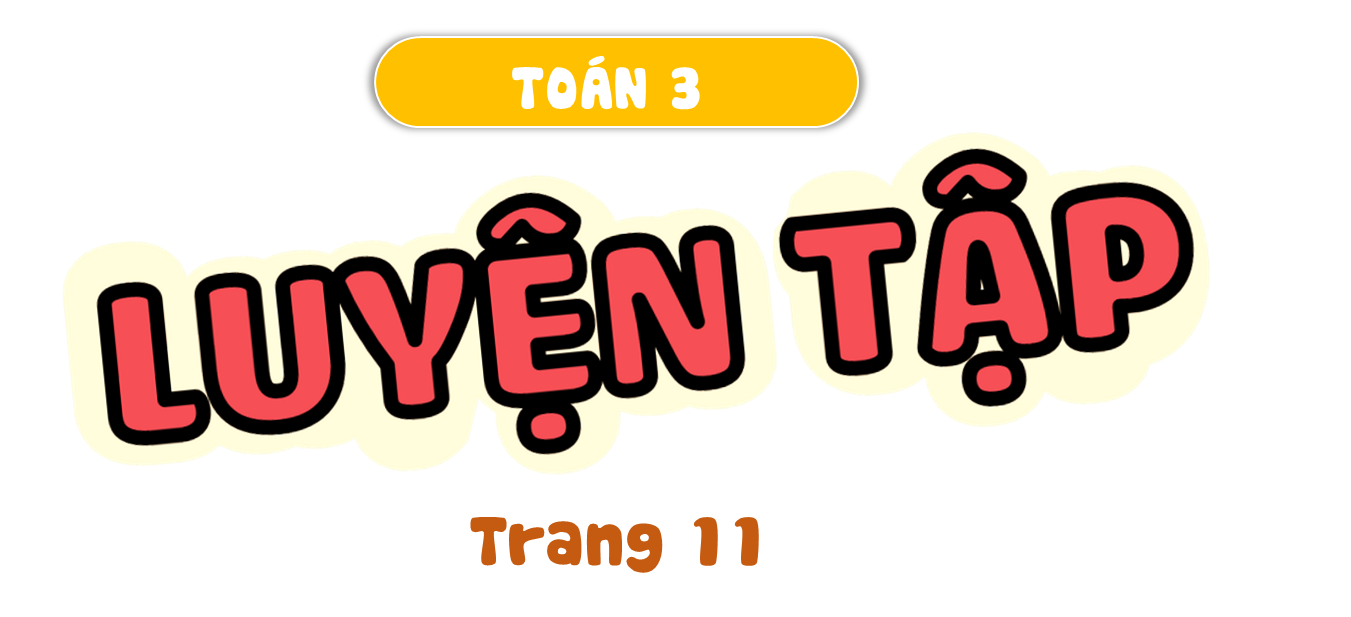 TOÁN 3
LUYỆN TẬP
Trang 11